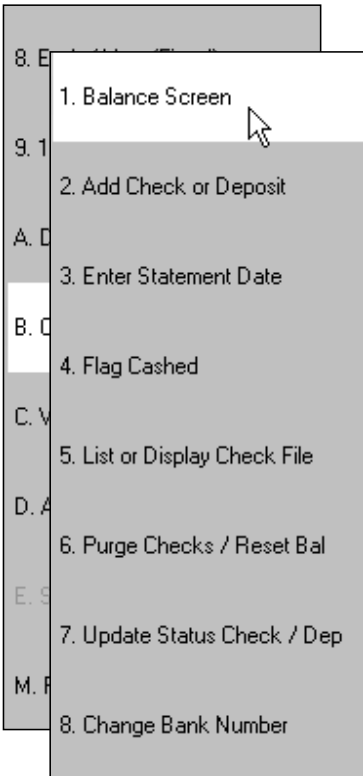 8. E
1. Balance Screen
9. 1
2. Add Check or Deposit
A. D
3. Enter Statement Date
B. C
4. Flag Cashed
C. V
5. List or Display Check File
D. A
6. Purge Checks / Reset Bal
E. S
7. Update Status Check / Dep
M. F
8. Change Bank Number